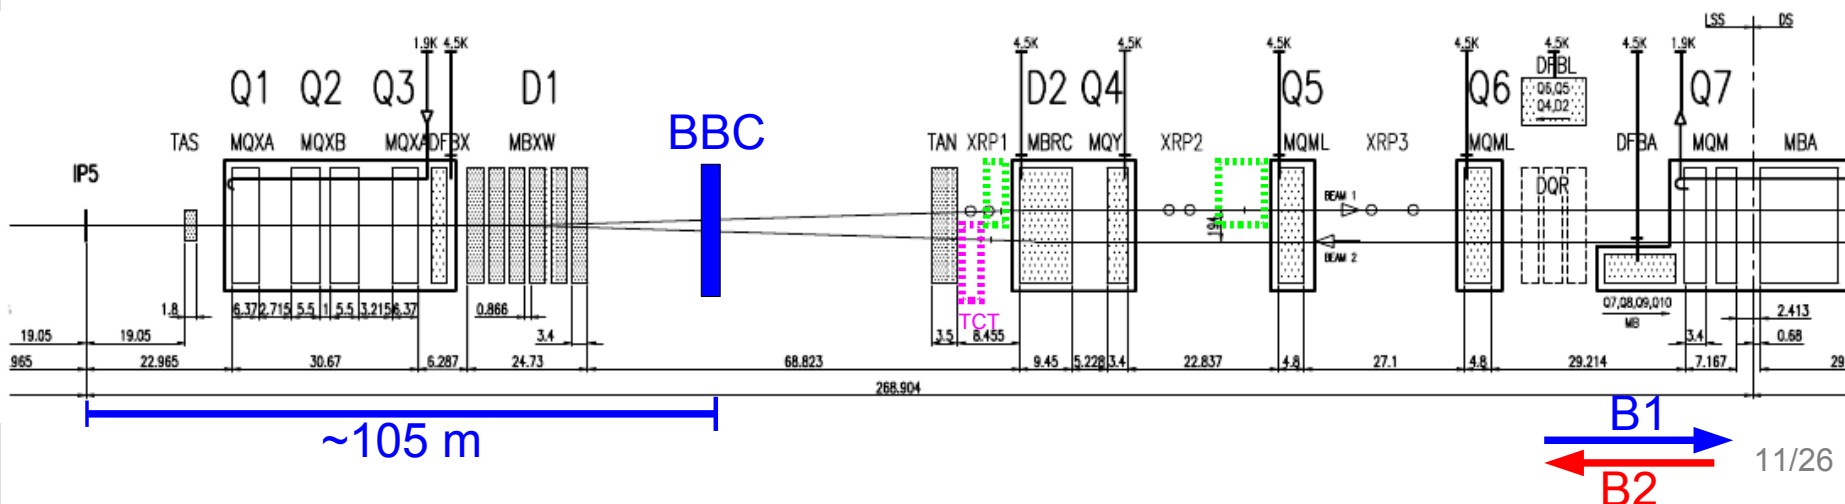 LSS DS
1.9K 4.5K 4.5K 4.5K 4.5K 4.5K 4.5K 4.5K 1.9K
Q1 Q2 Q3 D1 D2 Q4 Q5 Q6 DFBL Q7
Q6,Q5
Q4,D2
BBC
TAS MQXA MQXB MQXA DFBX MBXW TAN XRP1 MBRC MQY XRP2 MQML XRP3 MQML DFBA MQM MBA
IP5
DQR
BEAM 1
194
BEAM 2
1.8 6.37 2.715 5.5 1 5.5 3.215 6.37 0.866 Q7,Q8,Q9,Q10 2.413
TCT
MB
19.05 19.05 3.4 3.5 8.455 3.4 0.68
965 22.965 30.67 6.287 24.73 68.823 9.45 5.228 3.4 22.837 4.8 27.1 4.8 29.214 7.167 29
268.904
~105 m
B1
B2
11/26